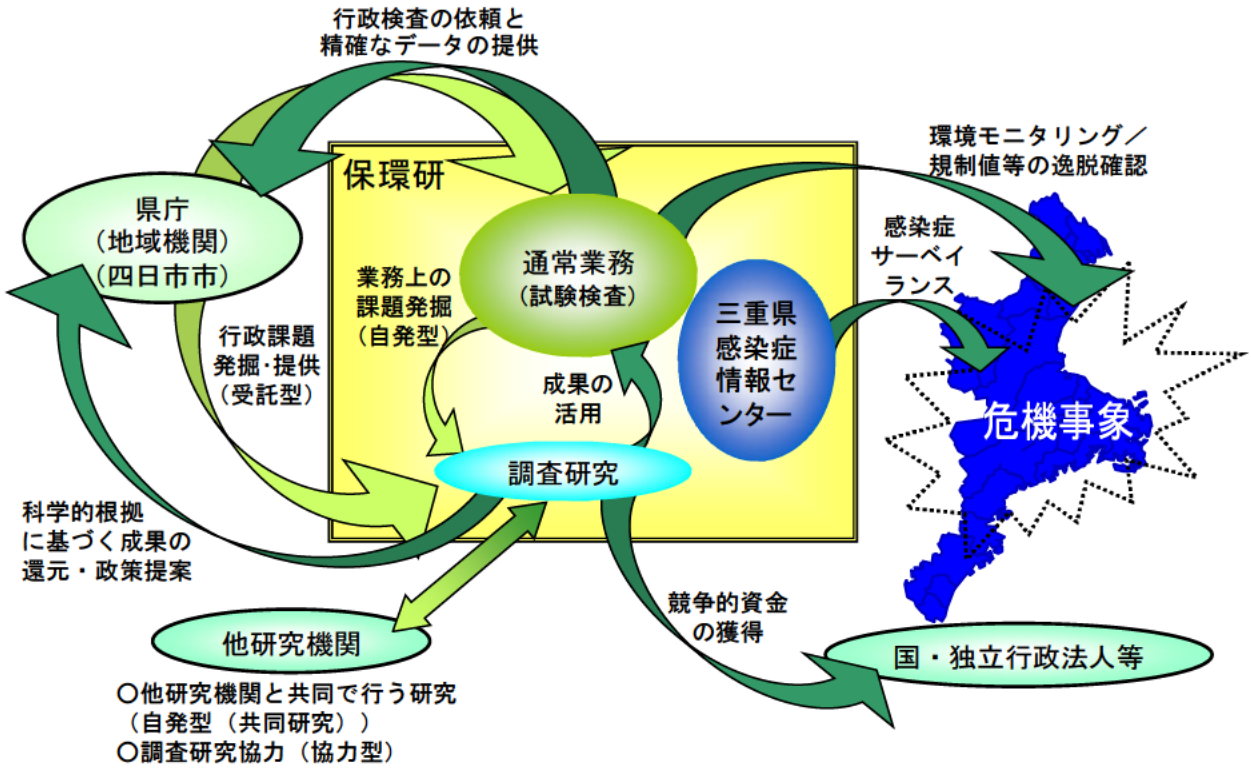 行政検査の依頼と
精確なデータの提供
環境モニタリング／
規制値等の逸脱確認
保環研
県庁
（地域機関）
（四日市市）
通常業務
（試験検査）
感染症
サーベイ
ランス
業務上の
課題発掘
（自発型）
三重県
感染症
情報セ
ンター
行政課題
発掘・提供
（受託型）
成果の
活用
危機事象
調査研究
科学的根拠
に基づく成果の
還元・政策提案
競争的資金
の獲得
他研究機関
国・独立行政法人等
〇他研究機関と共同で行う研究
（自発型（共同研究））
〇調査研究協力（協力型）